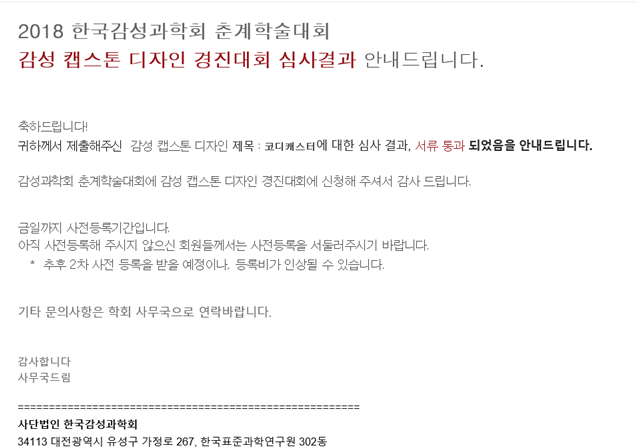 2018 한국감성과학회 춘계학술대회
감성 캡스톤 디자인 경진대회 심사결과 안내드립니다.
축하드립니다!
귀하께서 제출해주신 감성 캡스톤 디자인 제목 : 코디캐스터에 대한 심사 결과, 서류 통과 되었음을 안내드립니다.
감성과학회 춘계학술대회에 감성 캡스톤 디자인 경진대회에 신청해 주셔서 감사 드립니다.
금일까지 사전등록기간입니다.
아직 사전등록해 주시지 않으신 회원들께서는 사전등록을 서둘러주시기 바랍니다.
* 추후 2차 사전 등록을 받을 예정이나, 등록비가 인상될 수 있습니다.
기타 문의사항은 학회 사무국으로 연락바랍니다.
감사합니다
사무국드림
=======================================================
사단법인 한국감성과학회
34113 대전광역시 유성구 가정로 267, 한국표준과학연구원 302동